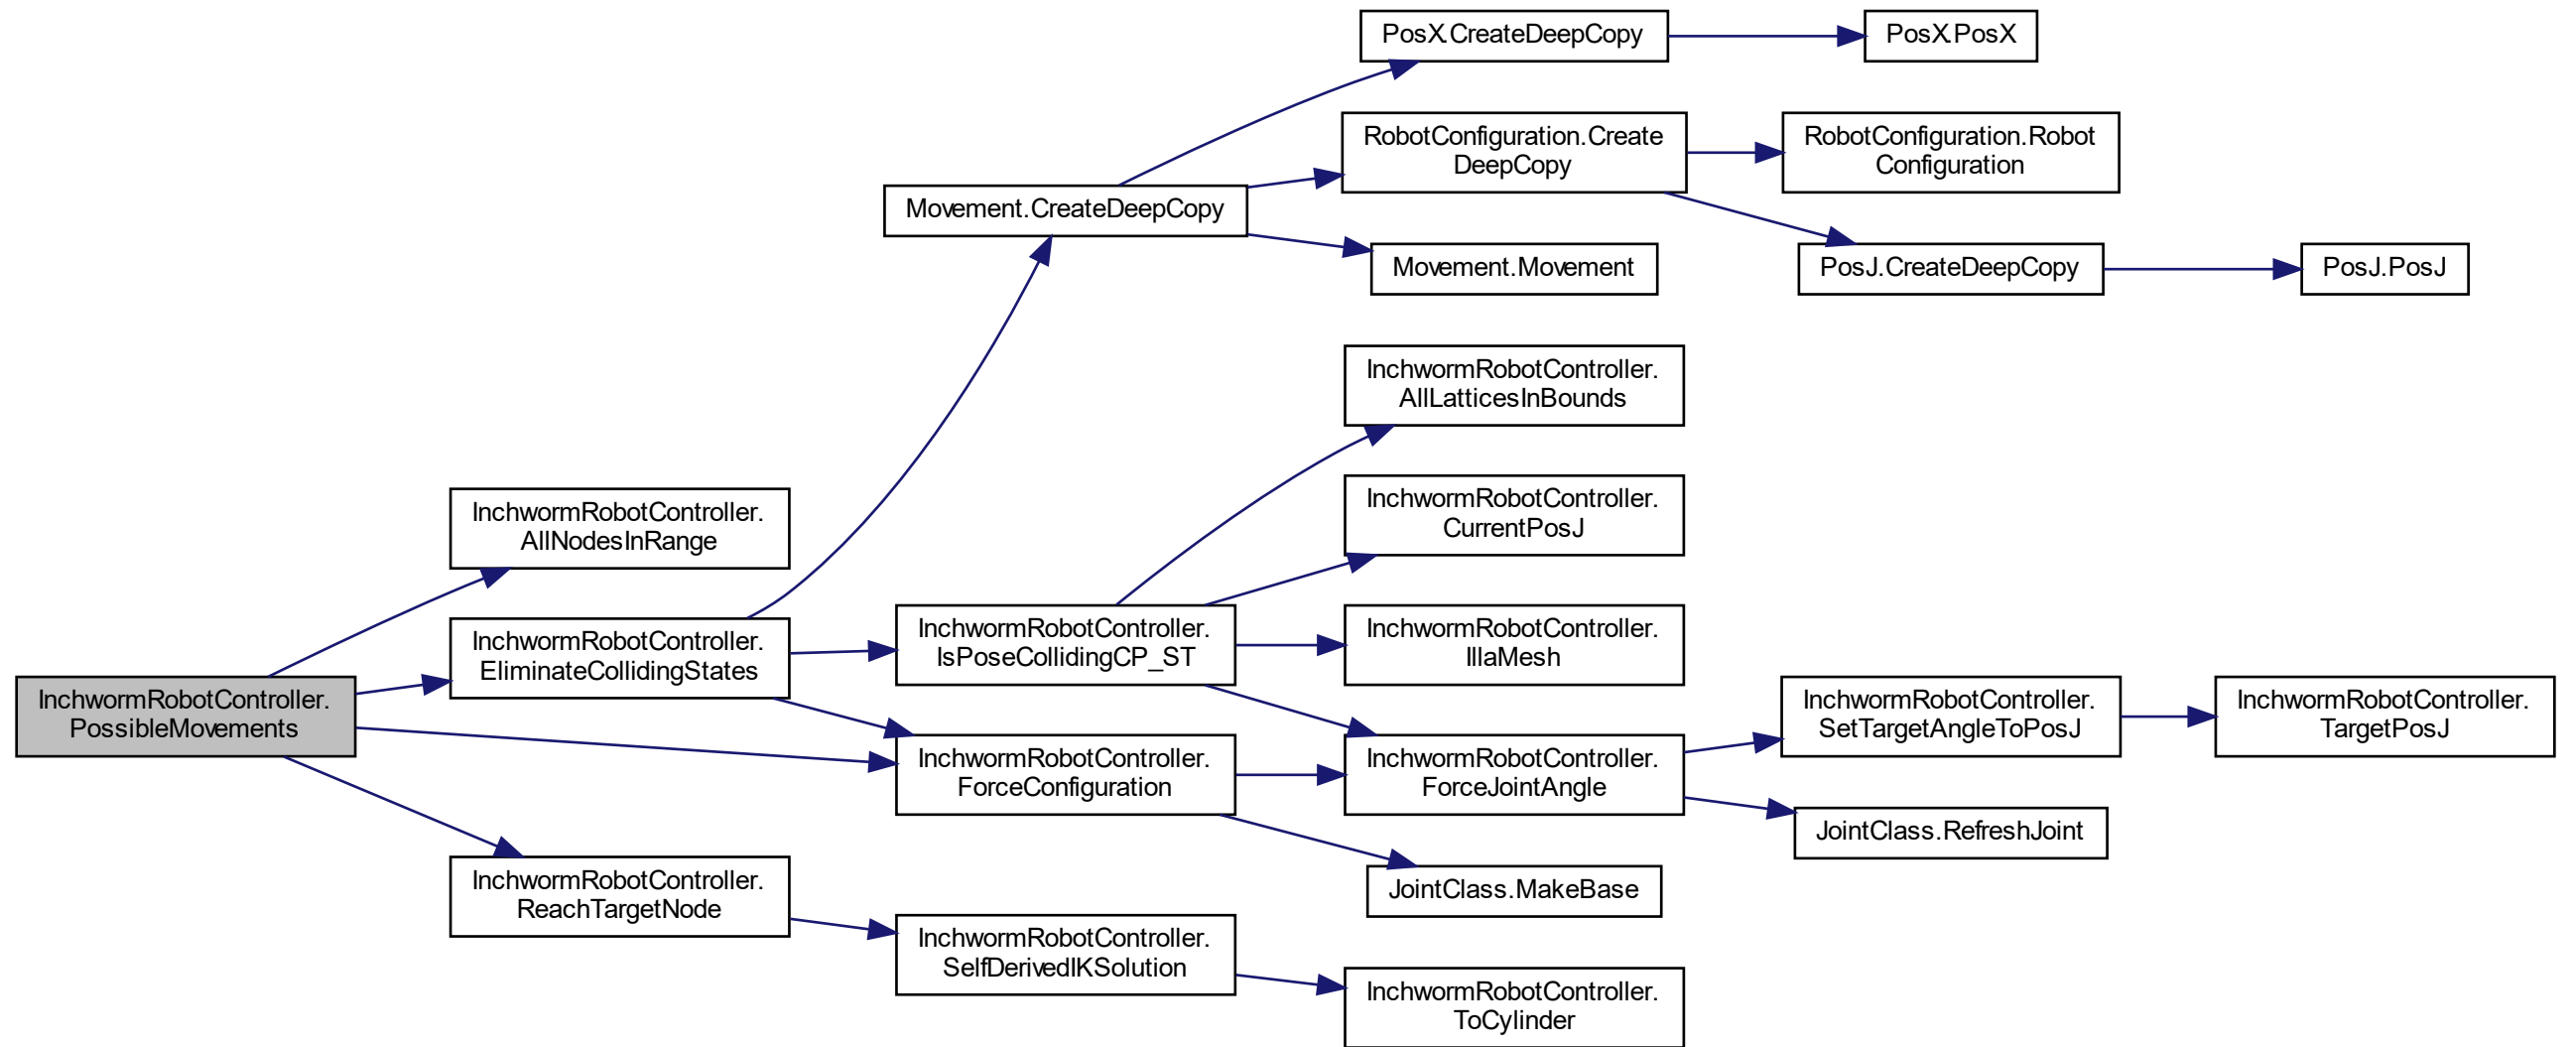 PosX.CreateDeepCopy
PosX.PosX
RobotConfiguration.Create
DeepCopy
RobotConfiguration.Robot
Configuration
Movement.CreateDeepCopy
Movement.Movement
PosJ.CreateDeepCopy
PosJ.PosJ
InchwormRobotController.
AllLatticesInBounds
InchwormRobotController.
AllNodesInRange
InchwormRobotController.
CurrentPosJ
InchwormRobotController.
EliminateCollidingStates
InchwormRobotController.
IsPoseCollidingCP_ST
InchwormRobotController.
IllaMesh
InchwormRobotController.
PossibleMovements
InchwormRobotController.
ForceConfiguration
InchwormRobotController.
ForceJointAngle
InchwormRobotController.
SetTargetAngleToPosJ
InchwormRobotController.
TargetPosJ
JointClass.RefreshJoint
JointClass.MakeBase
InchwormRobotController.
ReachTargetNode
InchwormRobotController.
SelfDerivedIKSolution
InchwormRobotController.
ToCylinder